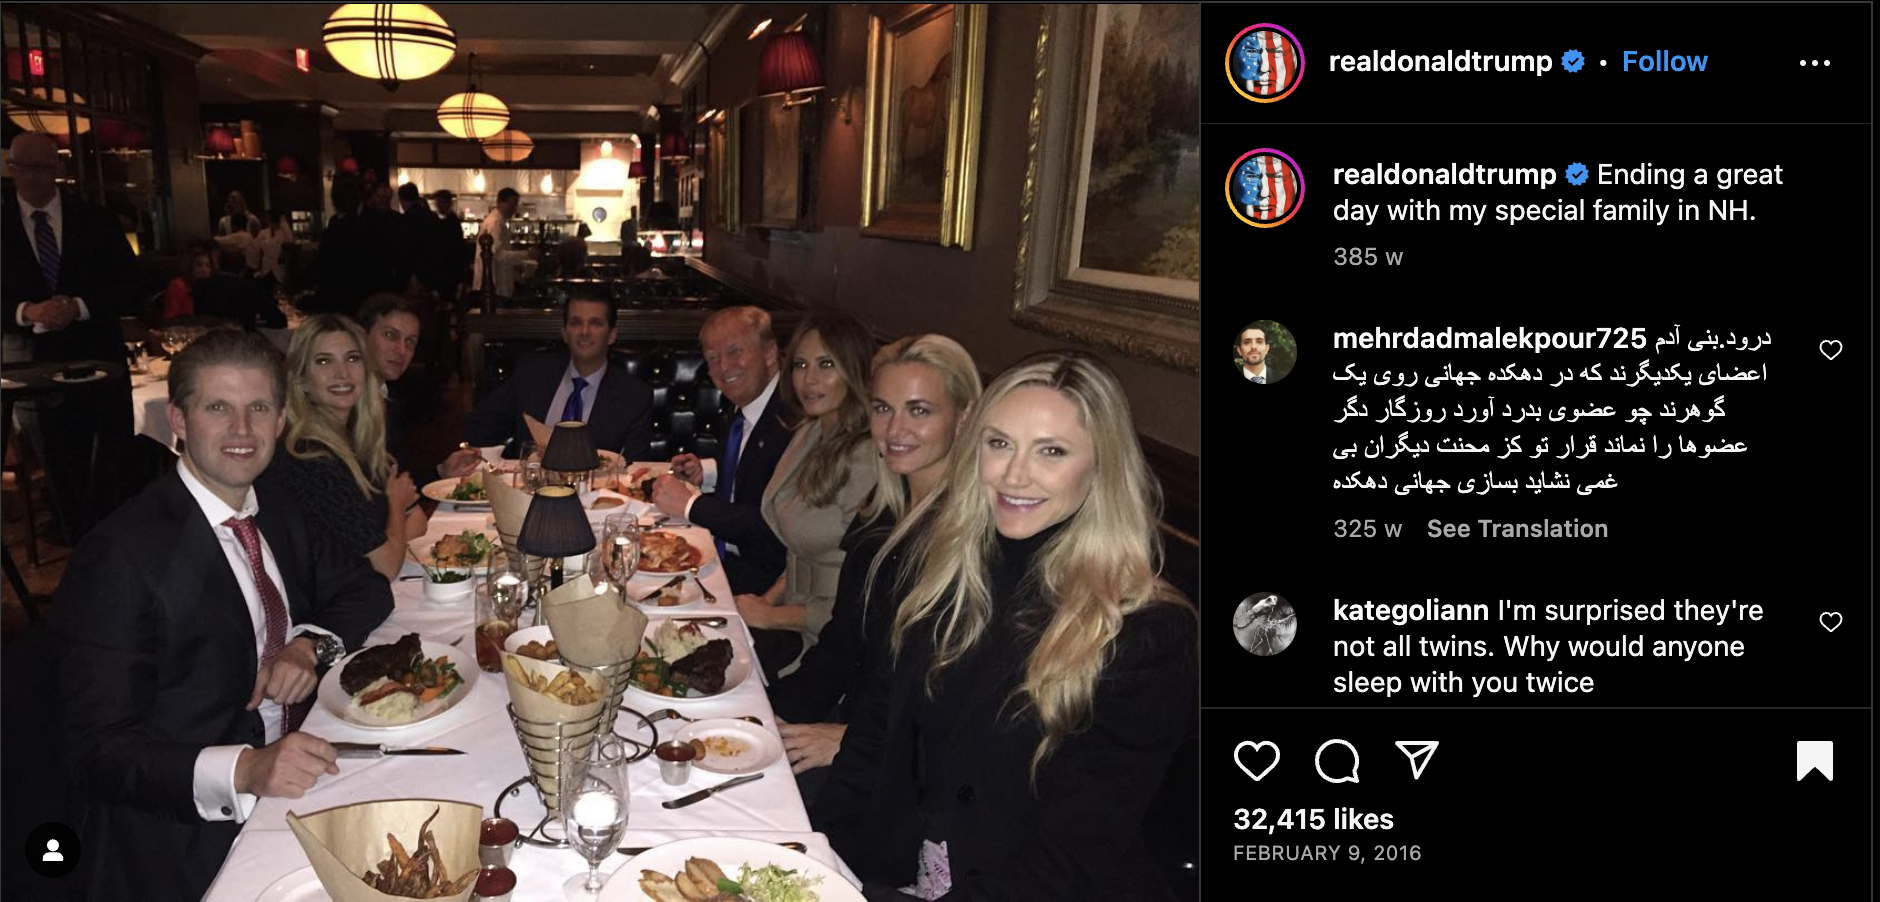 realdonaldtrump • Follow
realdonaldtrump Ending a great
day with my special family in NH.
385 w
mehrdadmalekpour725 درود.بنی آدم
اعضای یکدیگرند که در دهکده جهانی روی یک
گوهرند چو عضوی بدرد آورد روزگار دگر
عضوها را نماند قرار تو کز محنت دیگران بی
غمی نشاید بسازی جهانی دهکده
325 w See Translation
kategoliann I'm surprised they're
not all twins. Why would anyone
sleep with you twice
32,415 likes
FEBRUARY 9, 2016